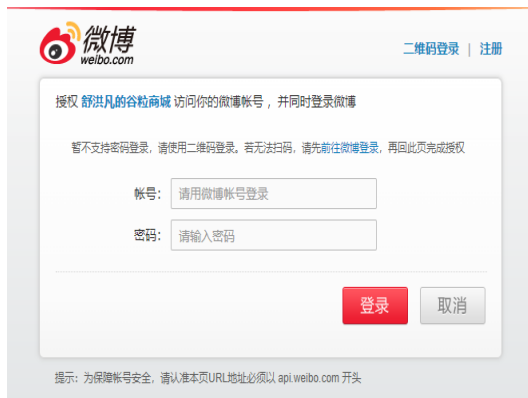 微博
weibo.com
二维码登录 | 注册
授权 舒洪凡的谷粒商城 访问你的微博帐号 ，并同时登录微博
暂不支持密码登录，请使用二维码登录。若无法扫码，请先前往微博登录，再回此页完成授权
帐号： 请用微博帐号登录
密码： 请输入密码
登录 取消
提示：为保障帐号安全，请认准本页URL地址必须以 api.weibo.com 开头